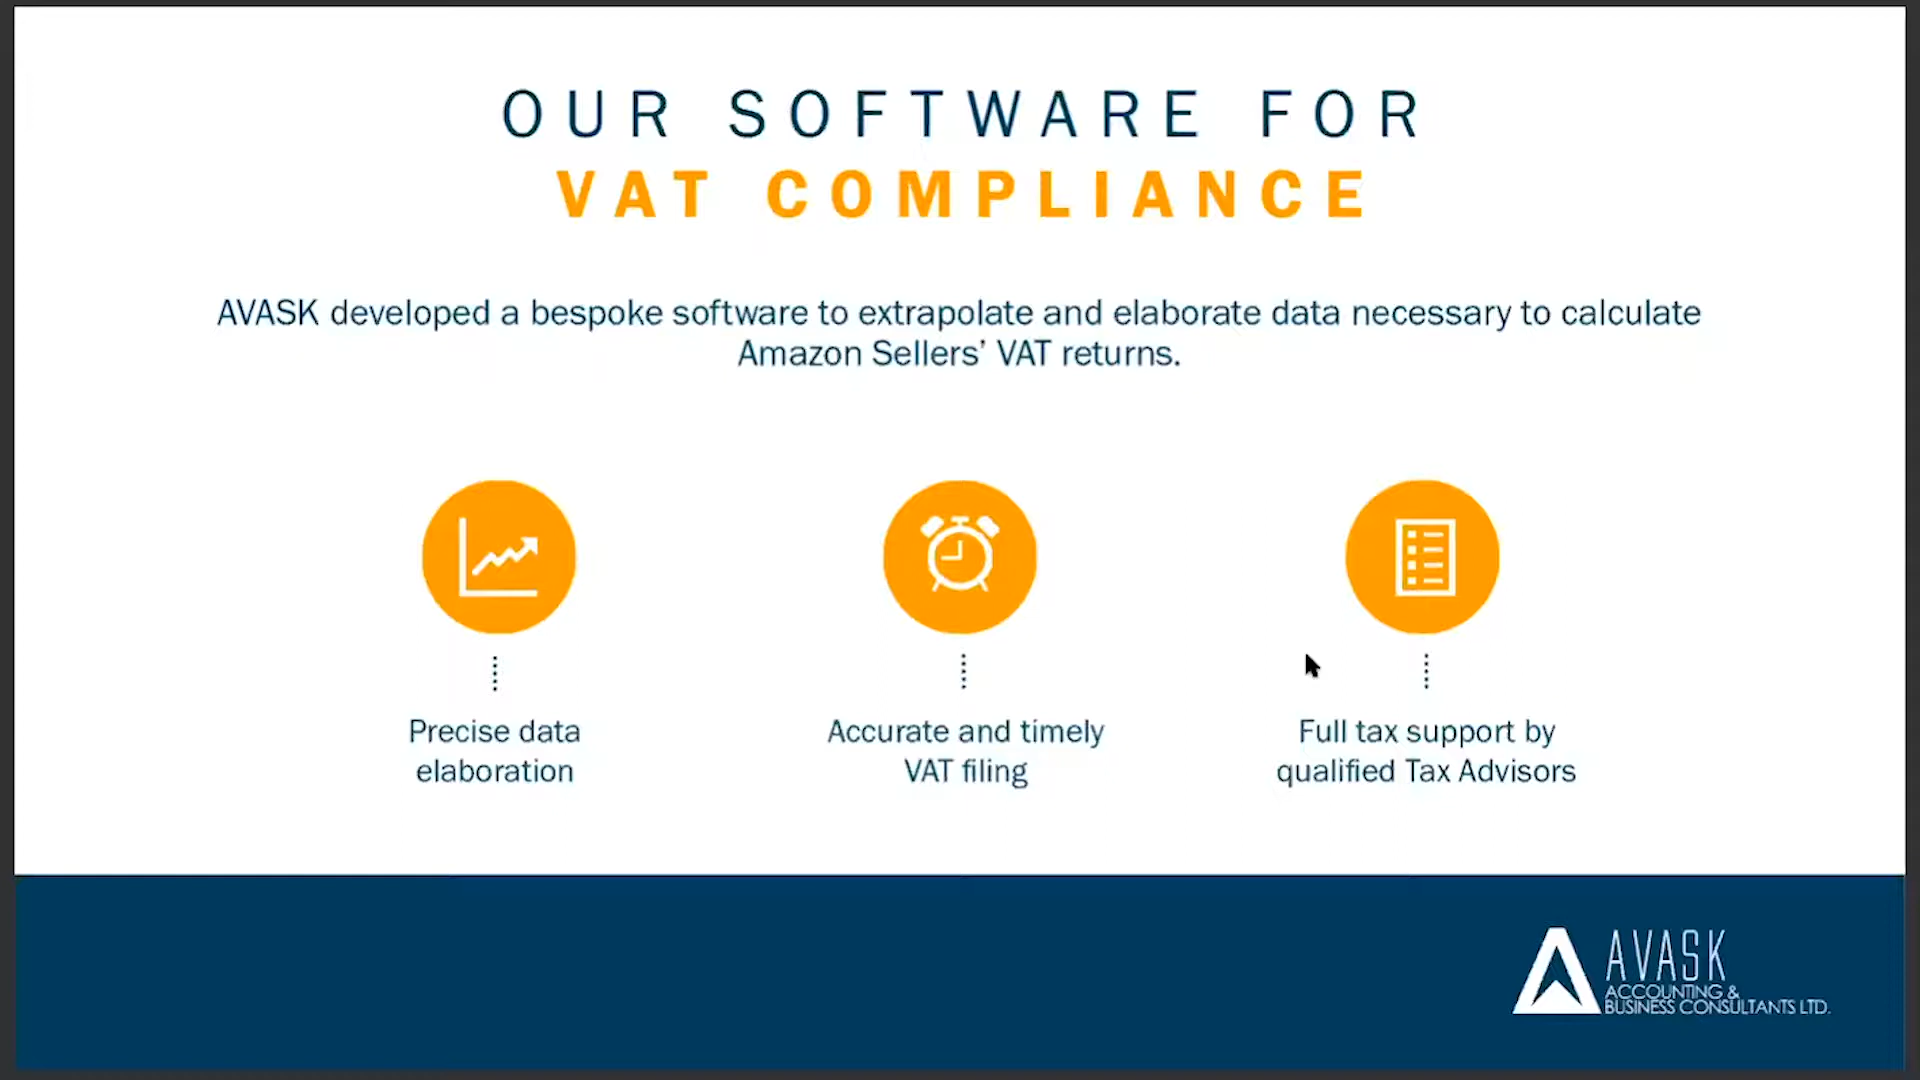 OUR SOFTWARE FOR
VAT COMPLIANCE
AVASK developed a bespoke software to extrapolate and elaborate data necessary to calculate
Amazon Sellers’ VAT returns.
Precise data
elaboration
Accurate and timely
VAT filing
Full tax support by
qualified Tax Advisors
AVASK
ACCOUNTING &
BUSINESS CONSULTANTS LTD.